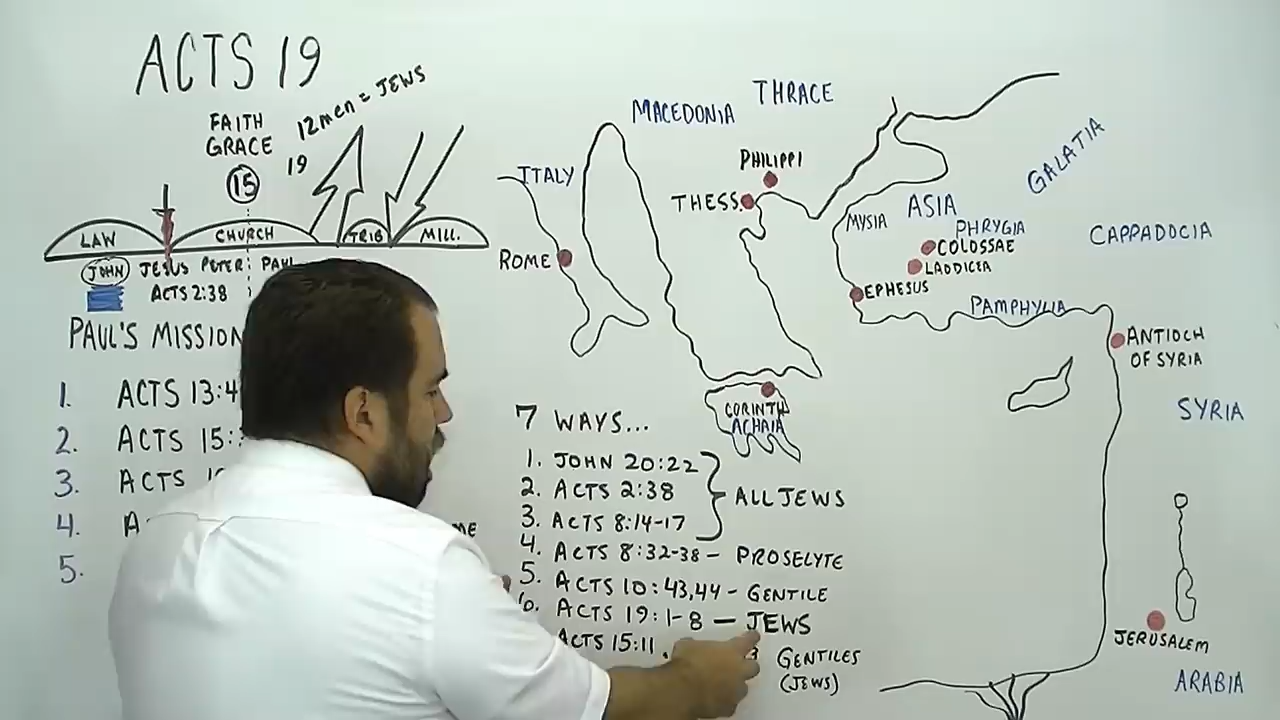 ACTS 19
12 men = JEWS
19
FAITH
GRACE
15
LAW
CHURCH
TRIB
MILL.
JOHN JESUS PETER PAUL
ACTS 2:38
PAUL'S MISSION
1. ACTS 13:4
2. ACTS 15:
3. ACTS
4. A
5.
7 WAYS...
1. JOHN 20:22
2. ACTS 2:38
3. ACTS 8:14-17
ALL JEWS
4. ACTS 8:32-38 - PROSELYTE
5. ACTS 10:43,44 - GENTILE
6. ACTS 19:1-8 - JEWS
ACTS 15:11
GENTILES
(JEWS)
MACEDONIA
THRACE
PHILIPPI
THESS.
ITALY
ROME
GALATIA
MYSIA
ASIA
PHRYGIA
COLOSSAE
LAODICEA
EPHESUS
CAPPADOCIA
PAMPHYLIA
ANTIOCH
OF SYRIA
SYRIA
CORINTH
ACHAIA
JERUSALEM
ARABIA